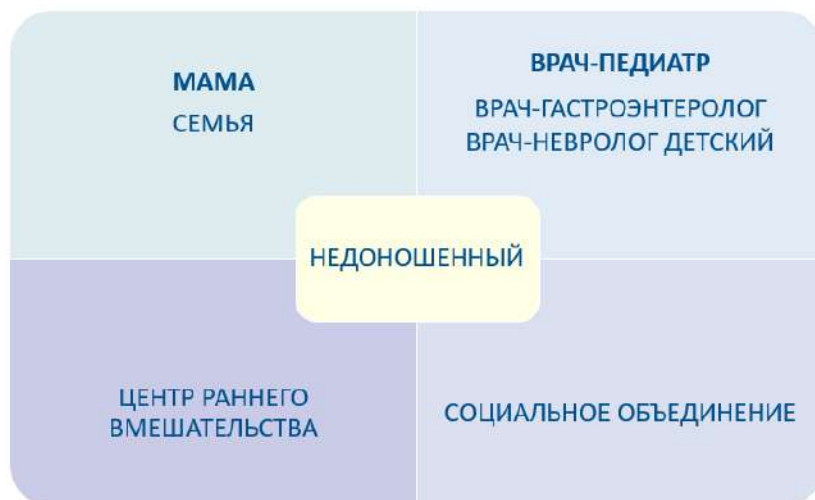 МАМА
СЕМЬЯ
ВРАЧ-ПЕДИАТР
ВРАЧ-ГАСТРОЭНТЕРОЛОГ
ВРАЧ-НЕВРОЛОГ ДЕТСКИЙ
НЕДОНОШЕННЫЙ
ЦЕНТР РАННЕГО
ВМЕШАТЕЛЬСТВА
СОЦИАЛЬНОЕ ОБЪЕДИНЕНИЕ